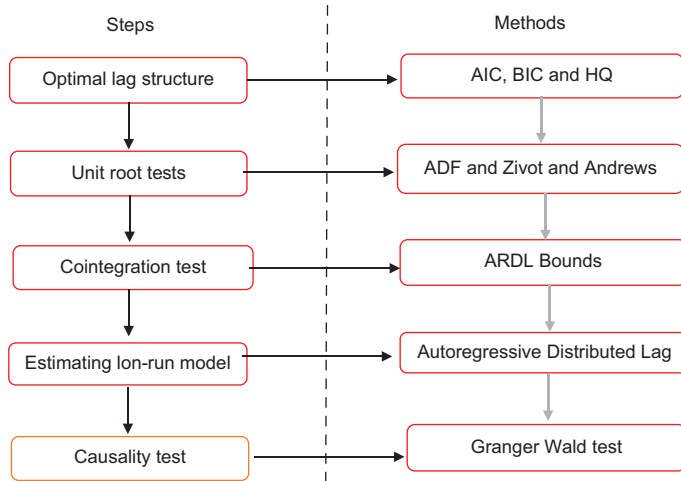 Steps
Methods
Optimal lag structure
AIC, BIC and HQ
Unit root tests
ADF and Zivot and Andrews
Cointegration test
ARDL Bounds
Estimating lon-run model
Autoregressive Distributed Lag
Causality test
Granger Wald test